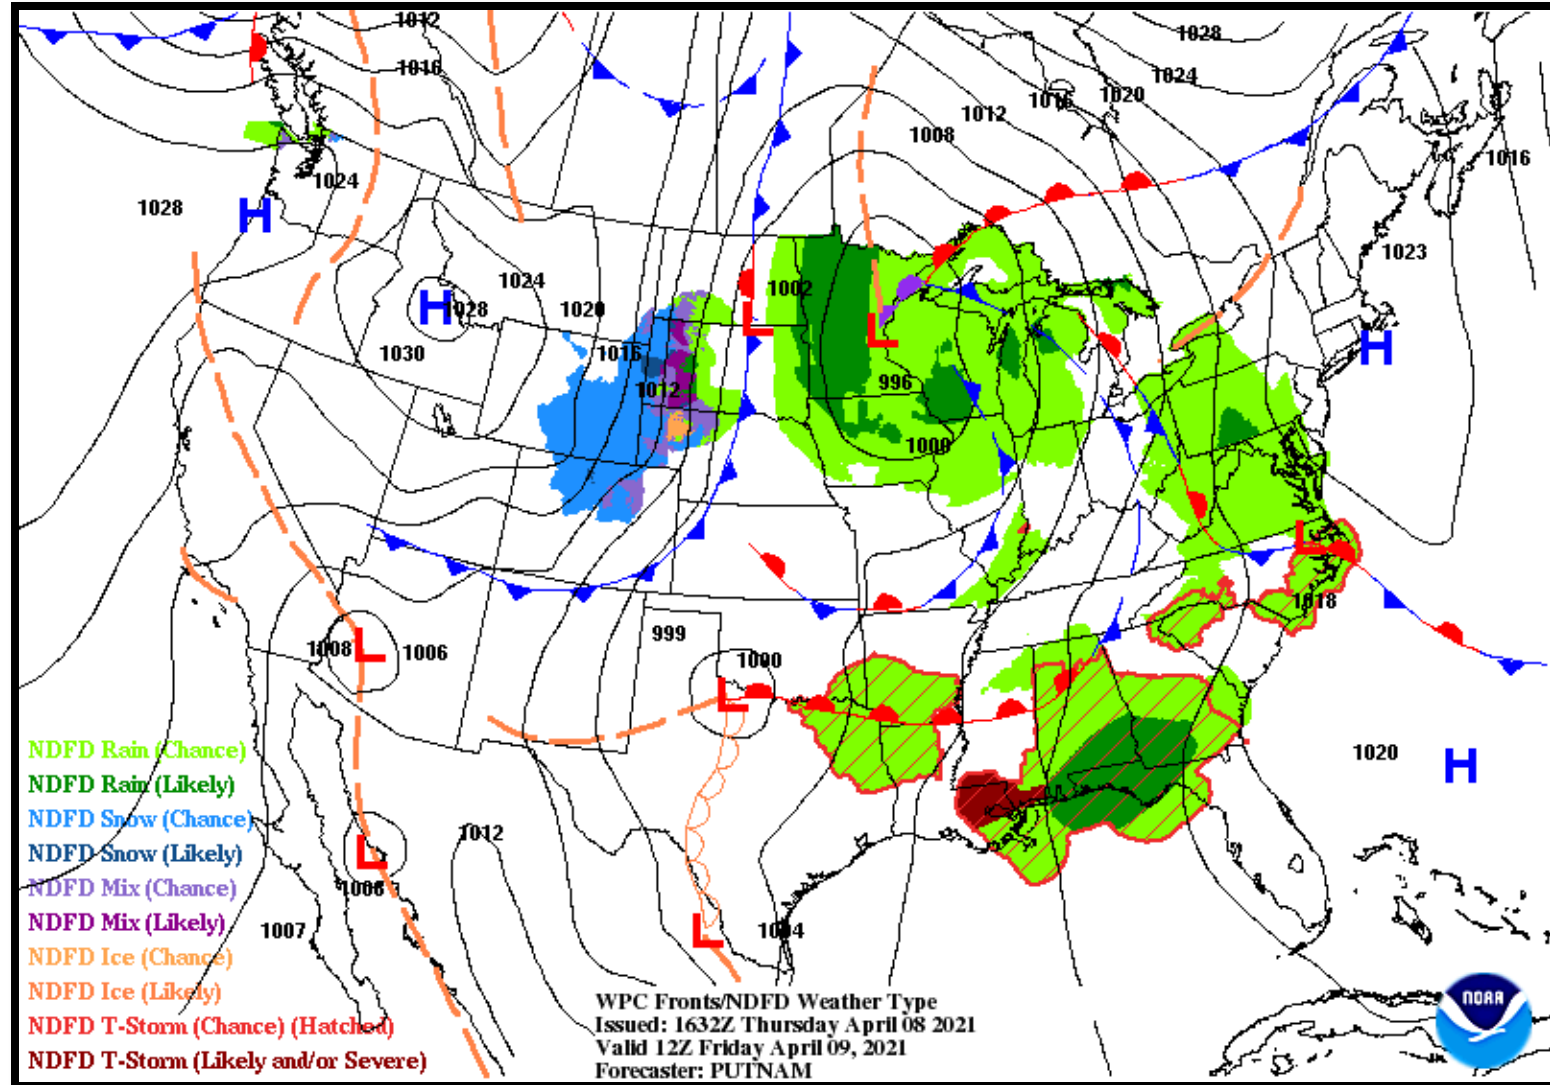 1012
1028
1016
1024
1016
1020
1012
1008
1016
1024
1028
H
1023
1024
1002
H
1028
1020
L
L
H
1016
1030
996
1012
1000
L
1018
999
1008
L
1006
1000
L
NDFD Rain (Chance)
1020
H
NDFD Rain (Likely)
NDFD Snow (Chance)
1012
NDFD Snow (Likely)
L
NDFD Mix (Chance)
1008
NDFD Mix (Likely)
1007
L
1004
NDFD Ice (Chance)
NDFD Ice (Likely)
NDFD T-Storm (Chance) (Hatched)
NDFD T-Storm (Likely and/or Severe)
WPC Fronts/NDFD Weather Type
Issued: 1632Z Thursday April 08 2021
Valid 12Z Friday April 09, 2021
Forecaster: PUTNAM
NOAA